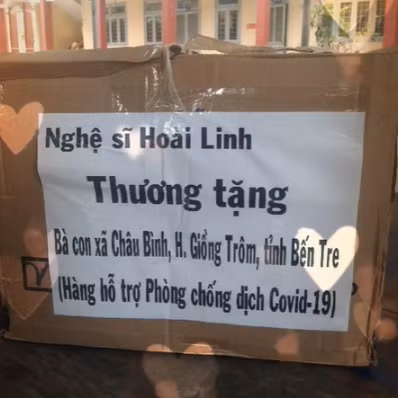 Nghệ sĩ Hoài Linh
Thương tặng
Bà con xã Châu Bình, H. Giồng Trôm, tỉnh Bến Tre
(Hàng hỗ trợ Phòng chống dịch Covid-19)